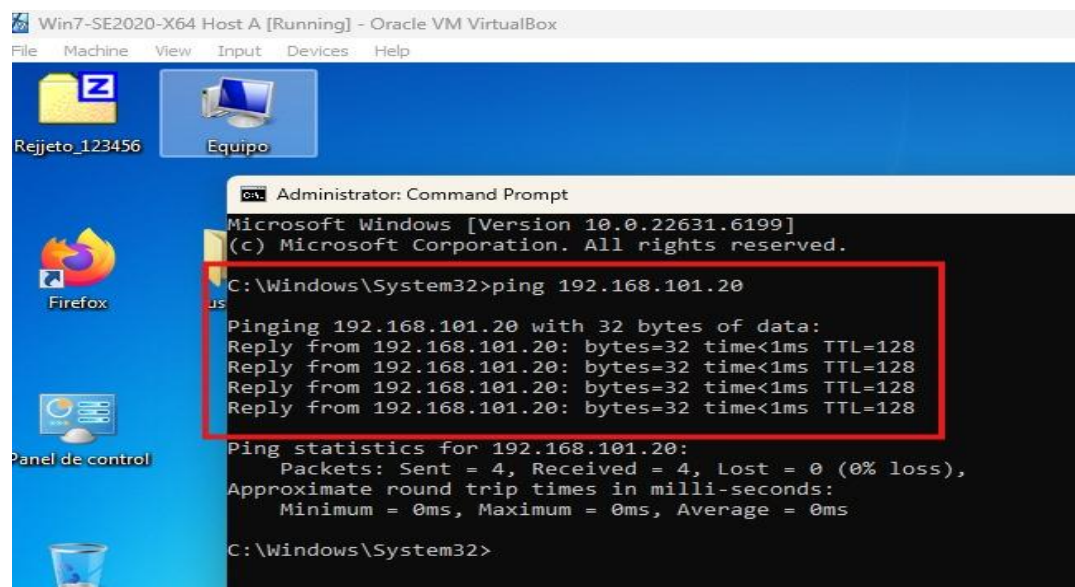 Win7-SE2020-X64 Host A [Running] - Oracle VM VirtualBox
File Machine View Input Devices Help
Z
Rejjeto_123456
Equipo
Firefox
us
Panel de control
C:\.
Administrator: Command Prompt
Microsoft Windows [Version 10.0.22631.6199]
(c) Microsoft Corporation. All rights reserved.
C:\Windows\System32>ping 192.168.101.20
Pinging 192.168.101.20 with 32 bytes of data:
Reply from 192.168.101.20: bytes=32 time<1ms TTL=128
Reply from 192.168.101.20: bytes=32 time<1ms TTL=128
Reply from 192.168.101.20: bytes=32 time<1ms TTL=128
Reply from 192.168.101.20: bytes=32 time<1ms TTL=128
Ping statistics for 192.168.101.20:
Packets: Sent = 4, Received = 4, Lost = 0 (0% loss),
Approximate round trip times in milli-seconds:
Minimum = 0ms, Maximum = 0ms, Average = 0ms
C:\Windows\System32>